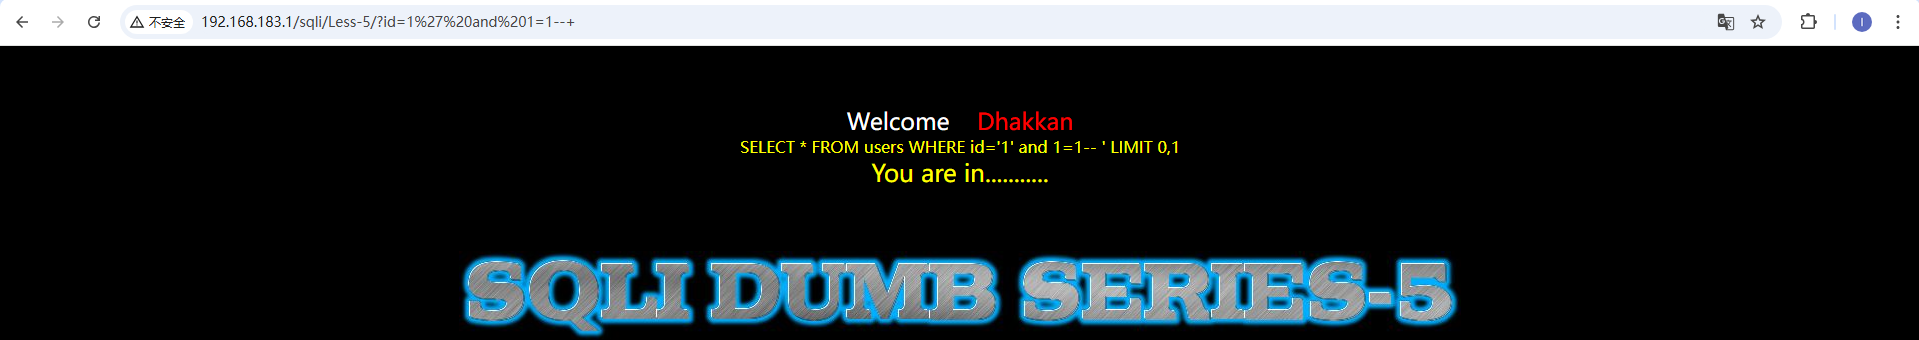 不安全 192.168.183.1/sqli/Less-5/?id=1%27%20and%201=1--+
I
Welcome Dhakkan
SELECT * FROM users WHERE id='1' and 1=1-- ' LIMIT 0,1
You are in...........
SQLI DUMB SERIES-5